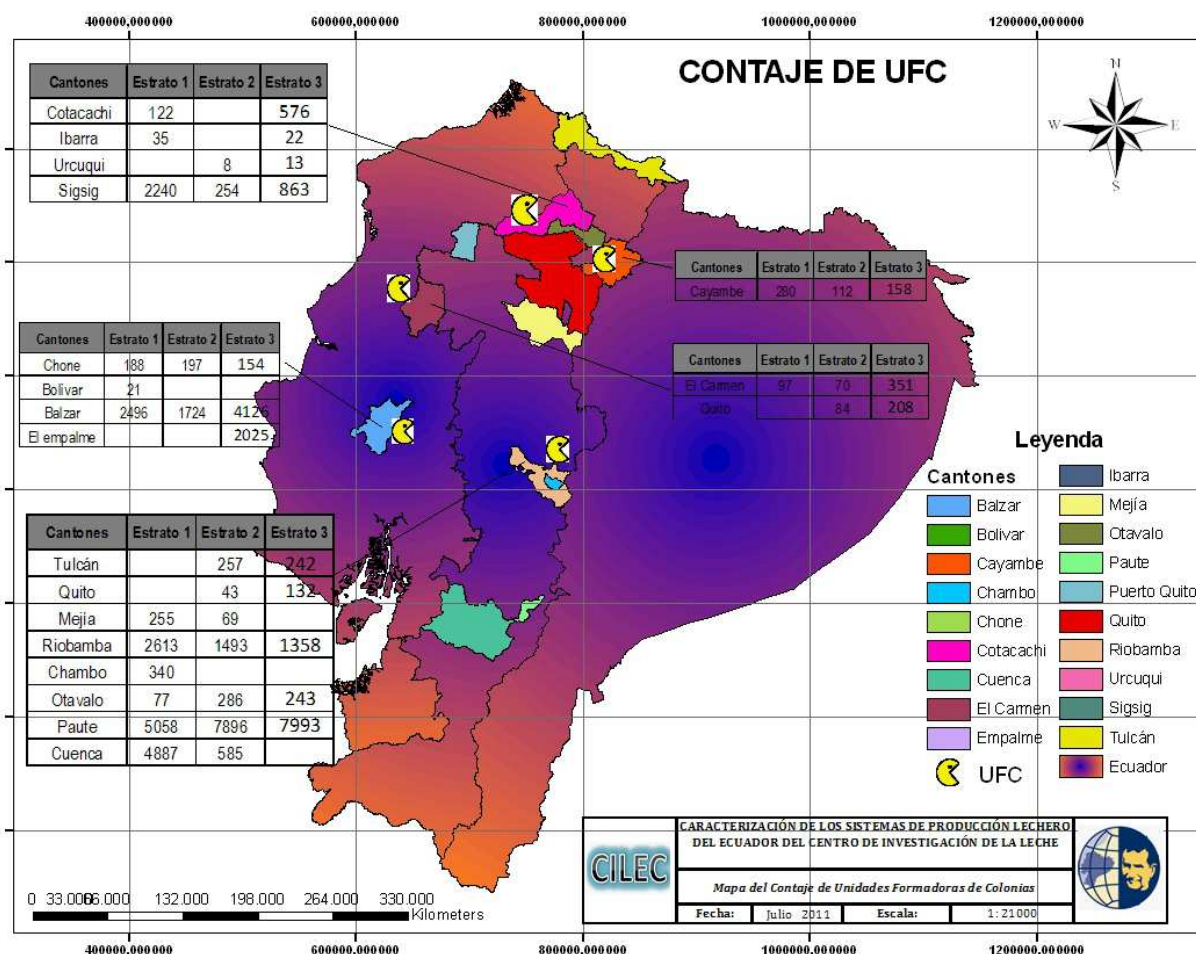 400000,000000 600000,000000 800000,000000 1000000,000000 1200000,000000
CONTAJE DE UFC
N
W E
S
Cantones Estrato 1 Estrato 2 Estrato 3
Cotacachi 122 576
Ibarra 35 22
Urcuqui 8 13
Sigsig 2240 254 863
Cantones Estrato 1 Estrato 2 Estrato 3
Cayambe 280 112 158
Cantones Estrato 1 Estrato 2 Estrato 3
Chone 188 197 154
Bolivar 21
Balzar 2496 1724 4126
El empalme 2025
Cantones Estrato 1 Estrato 2 Estrato 3
El Carmen 97 70 351
Quito 84 208
Cantones Estrato 1 Estrato 2 Estrato 3
Tulcán 257 242
Quito 43 132
Mejia 255 69
Riobamba 2613 1493 1358
Chambo 340
Otavalo 77 286 243
Paute 5058 7896 7993
Cuenca 4887 585
Leyenda
Cantones
Balzar
Bolivar
Cayambe
Chambo
Chone
Cotacachi
Cuenca
El Carmen
Empalme
UFC
Ibarra
Mejía
Otavalo
Paute
Puerto Quito
Quito
Riobamba
Urcuqui
Sigsig
Tulcán
Ecuador
CILEC
CARACTERIZACIÓN DE LOS SISTEMAS DE PRODUCCIÓN LECHERO
DEL ECUADOR DEL CENTRO DE INVESTIGACIÓN DE LA LECHE
Mapa del Contaje de Unidades Formadoras de Colonias
Fecha: Julio 2011 Escala: 1: 21000
0 33.000 66.000 132.000 198.000 264.000 330.000
Kilometers
400000,000000 600000,000000 800000,000000 1000000,000000 1200000,000000